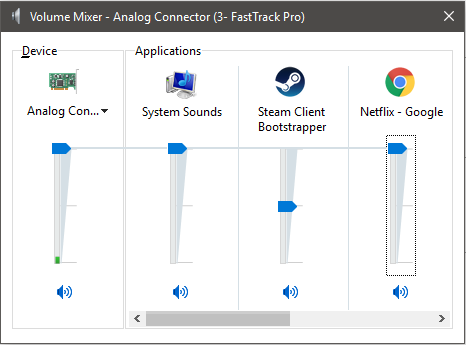 Volume Mixer - Analog Connector (3- FastTrack Pro)
Device
Applications
Analog Con...
System Sounds
Steam Client
Bootstrapper
Netflix - Google